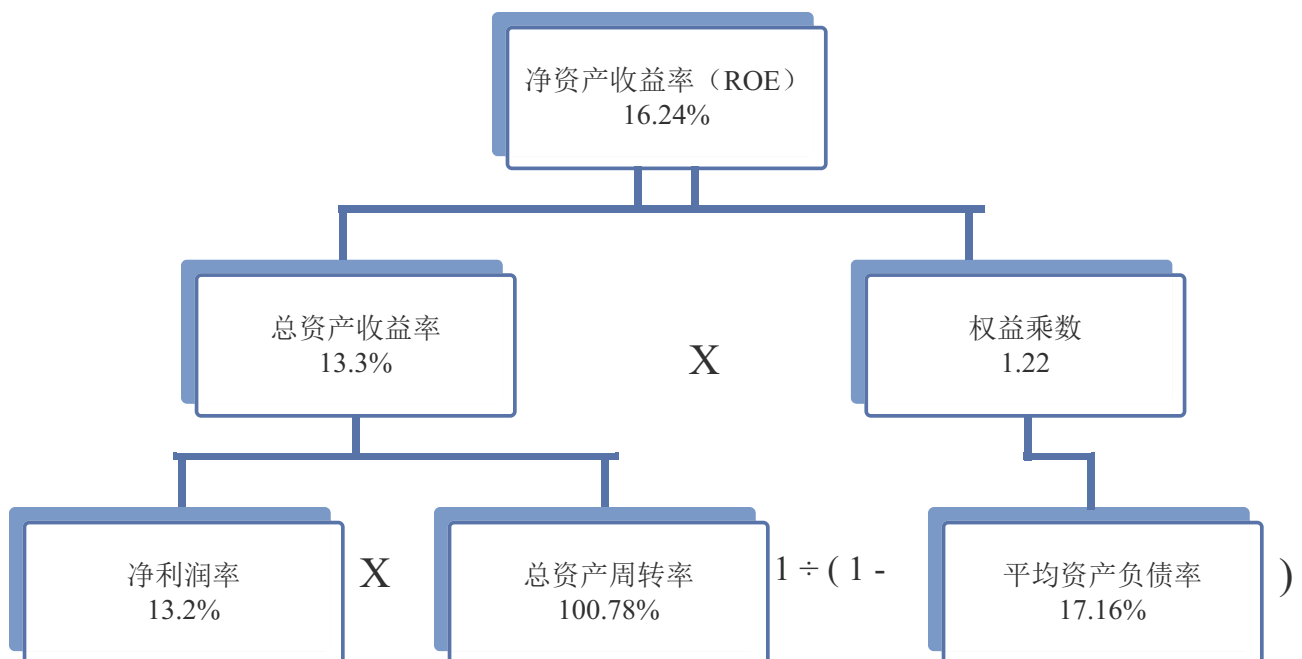 净资产收益率（ROE）
16.24%
总资产收益率
13.3%
X
权益乘数
1.22
净利润率
13.2%
X
总资产周转率
100.78%
1 ÷ ( 1 -
平均资产负债率
17.16%
)